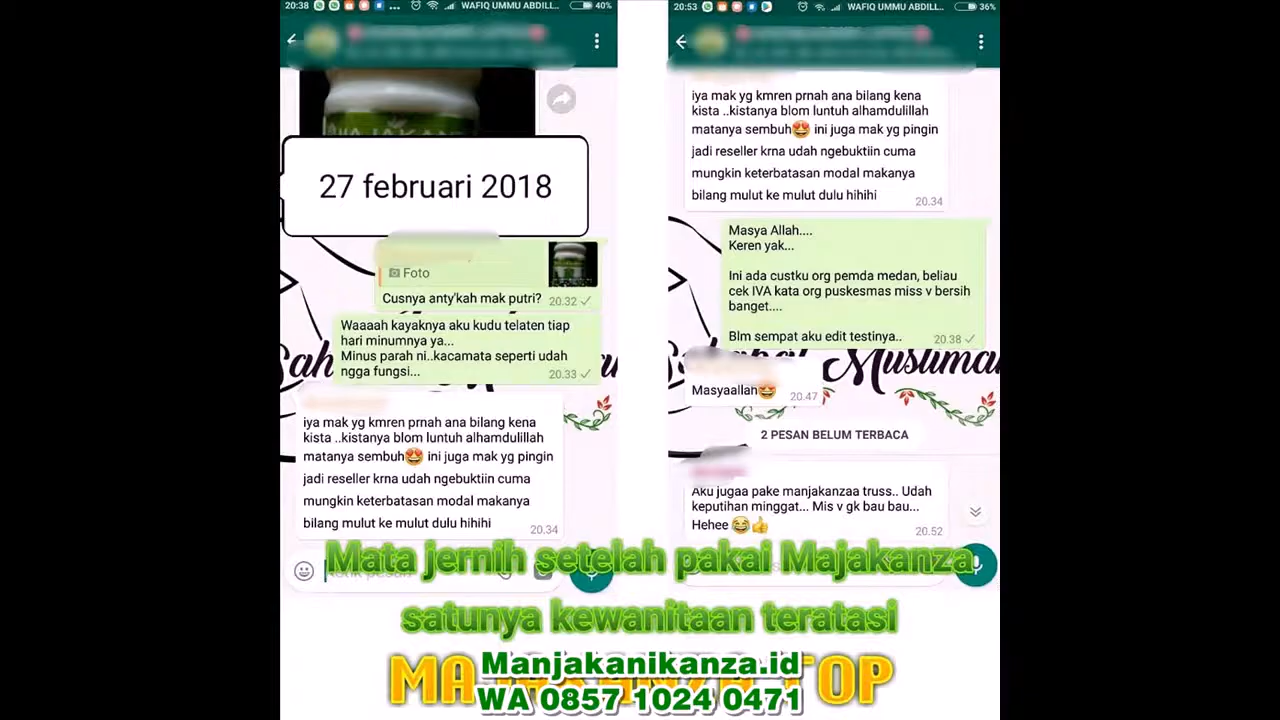 20:38
WAFIQ UMMU ABDILL...
40%
27 februari 2018
Foto
Cusnya anty'kah mak putri?
20.32
Waaaah kayaknya aku kudu telaten tiap
hari minumnya ya...
Minus parah ni..kacamata seperti udah
ngga fungsi...
20.33
iya mak yg kmren prnah ana bilang kena
kista ..kistanya blom luntuh alhamdulillah
matanya sembuh😍 ini juga mak yg pingin
jadi reseller krna udah ngebuktiin cuma
mungkin keterbatasan modal makanya
bilang mulut ke mulut dulu hihihi
20.34
20:53
WAFIQ UMMU ABDILL...
36%
iya mak yg kmren prnah ana bilang kena
kista ..kistanya blom luntuh alhamdulillah
matanya sembuh😍 ini juga mak yg pingin
jadi reseller krna udah ngebuktiin cuma
mungkin keterbatasan modal makanya
bilang mulut ke mulut dulu hihihi
20.34
Masya Allah....
Keren yak...
Ini ada custku org pemda medan, beliau
cek IVA kata org puskesmas miss v bersih
banget....
Blm sempat aku edit testinya..
20.38
Muslimah
Masyaallah😍
20.47
2 PESAN BELUM TERBACA
Aku jugaa pake manjakanzaa truss.. Udah
keputihan minggat... Mis v gk bau bau...
Hehee 😂👍
20.52
Mata jernih setelah pakai Majakanza
satunya kewanitaan teratasi
Manjakanikanza.id
WA 0857 1024 0471